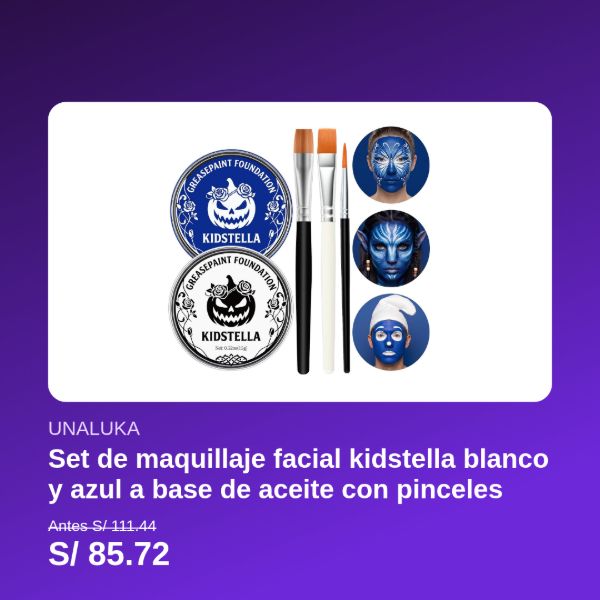 GREASEPAINT FOUNDATION
KIDSTELLA
GREASEPAINT FOUNDATION
KIDSTELLA
UNALUKA
Set de maquillaje facial kidstella blanco
y azul a base de aceite con pinceles
Antes S/ 111.44
S/ 85.72